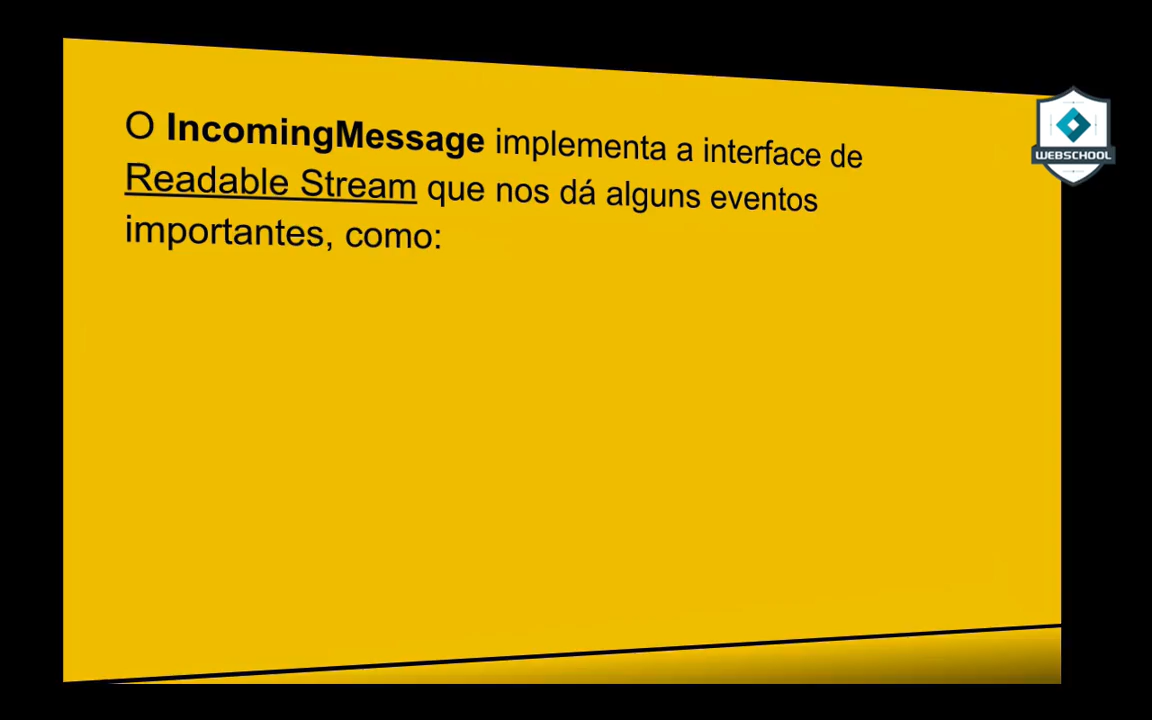 O IncomingMessage implementa a interface de
Readable Stream que nos dá alguns eventos
importantes, como:
WEBSCHOOL